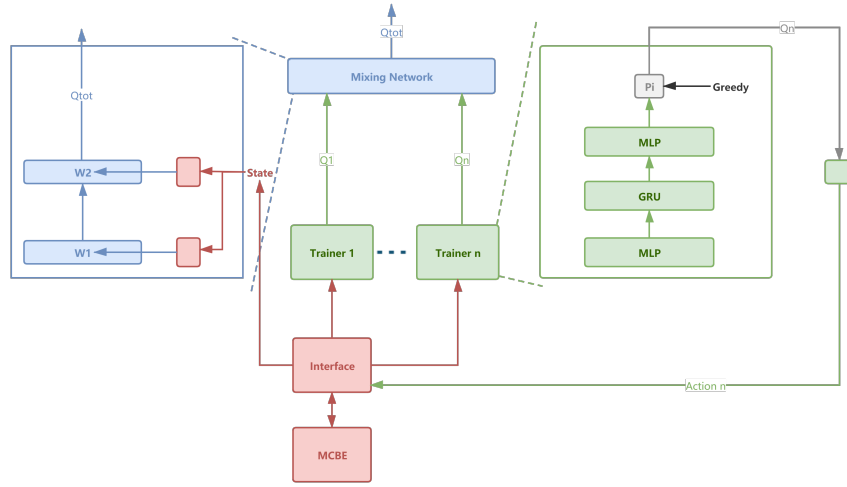 Qtot
Qn
Mixing Network
Pi
Greedy
Qtot
MLP
Q1
Qn
W2
State
GRU
W1
Trainer 1
Trainer n
MLP
Interface
Action n
MCBE